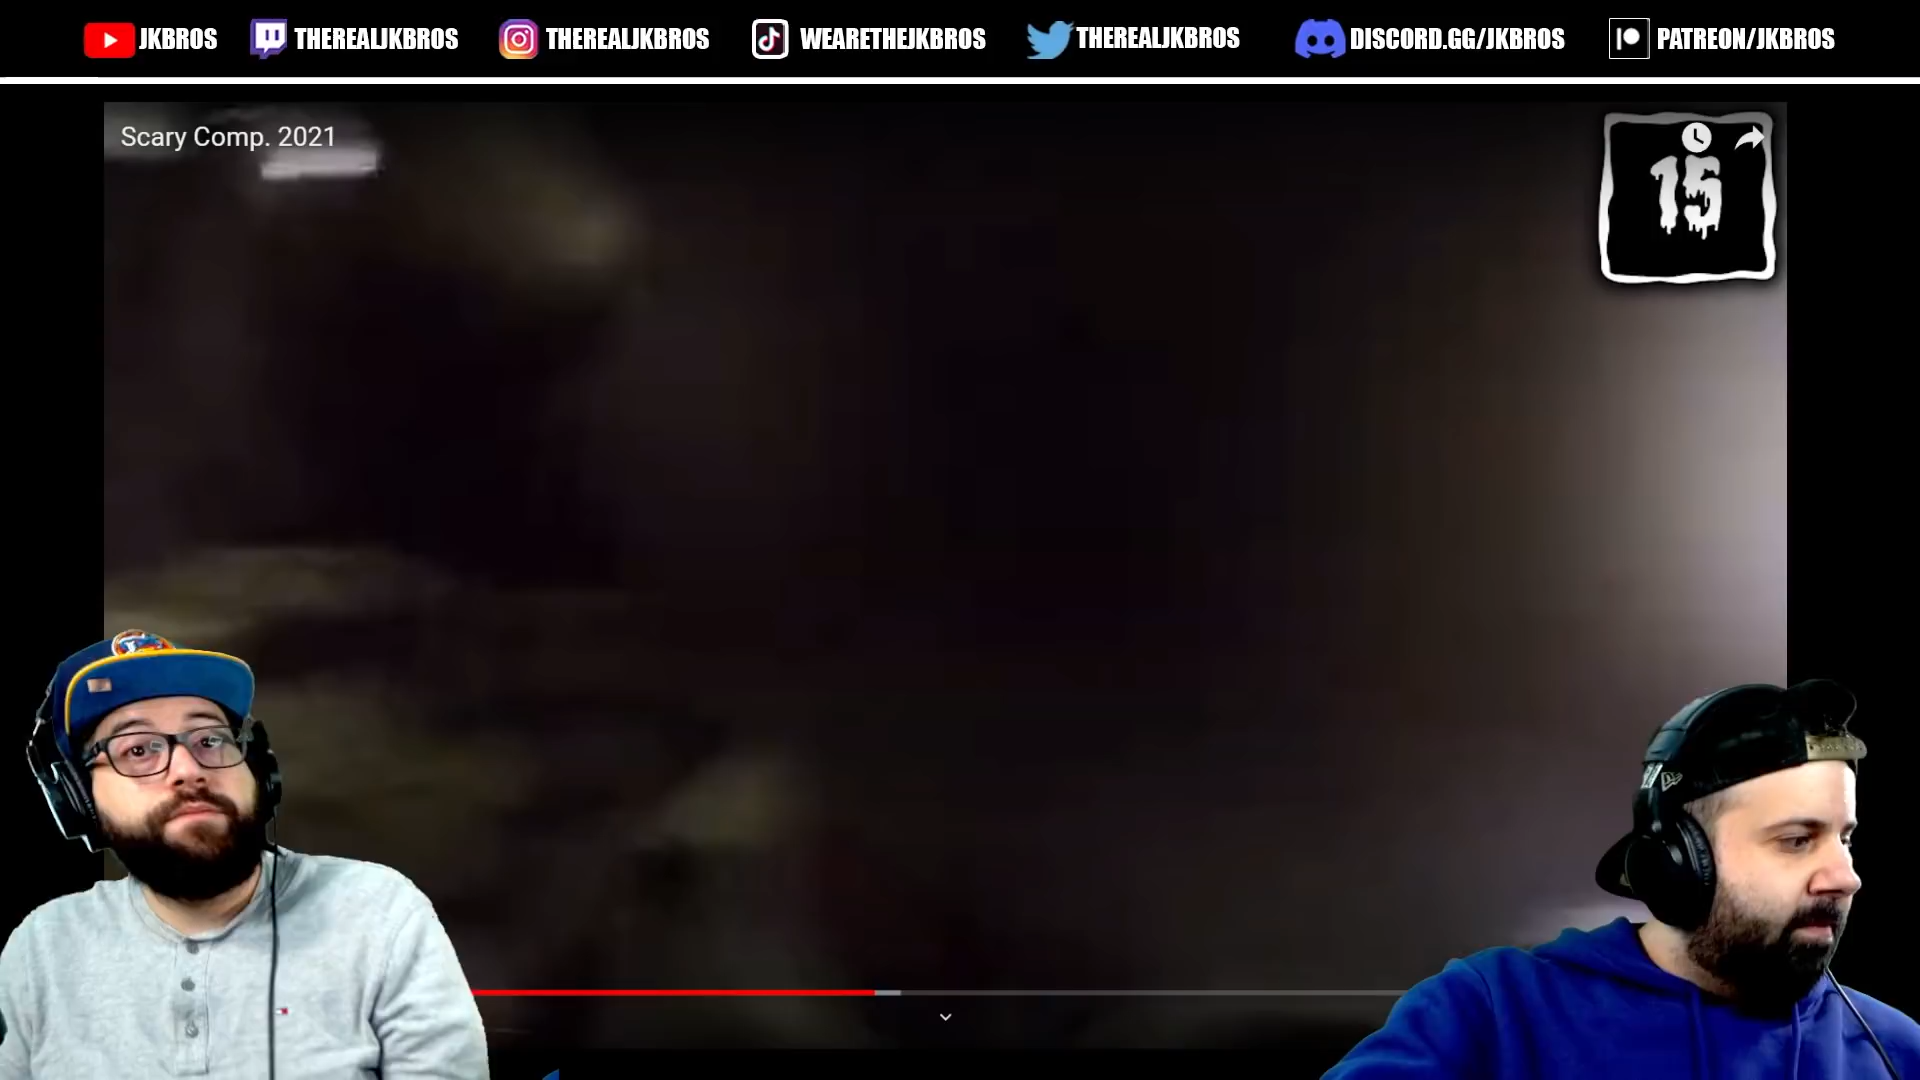 JKBROS THEREALJKBROS THEREALJKBROS WEARETHEJKBROS THEREALJKBROS DISCORD.GG/JKBROS PATREON/JKBROS
Scary Comp. 2021
15